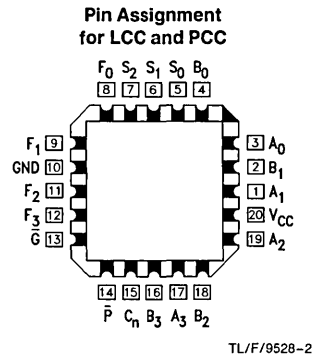 Pin Assignment
for LCC and PCC
F0 S2 S1 S0 B0
8 7 6 5 4
F1 9
GND 10
F2 11
F3 12
G̅ 13
3 A0
2 B1
1 A1
20 VCC
19 A2
14 15 16 17 18
P̅ Cn B3 A3 B2
TL/F/9528-2